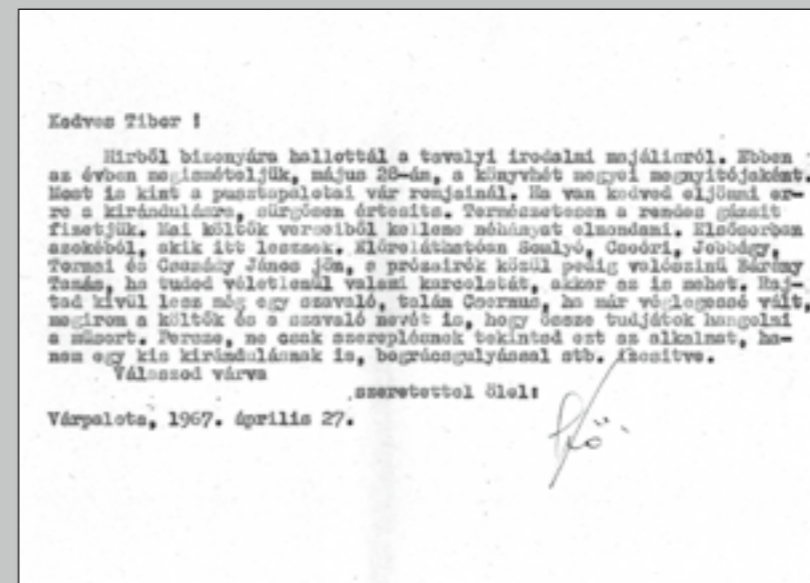 Kedves Tibor !
Hirből bizonyára hallottál a tavalyi irodalmi majálisról. Ebben
az évben megismételjük, május 28-án, a könyvhét megyei megnyitójaként.
Most is kint a pusztapalotai vár romjainál. Ha van kedved eljönni er-
re a kirándulásra, sürgősen értesits. Természetesen a rendes gázsit
fizetjük. Mai költők verseiből kellene néhányat elmondani. Elsősorban
azokéból, akik itt lesznek. Előreláthatóan Somlyó, Csoóri, Jobbágy,
Tornai és Csanády János jön, a prózairók közül pedig valószinű Bárány
Tamás, ha tudod véletlenül valami karcolatát, akkor az is mehet. Raj-
tad kivül lesz még egy szavaló, talán Csernus, ha már véglegessé vált,
megirom a költők és a szavaló nevét is, hogy össze tudjátok hangolni
a műsort. Persze, ne csak szereplésnek tekintsd ezt az alkalmat, ha-
nem egy kis kirándulásnak is, bográcsgulyással stb. ékesitve.
Válaszod várva
szeretettel ölel:
Várpalota, 1967. április 27.